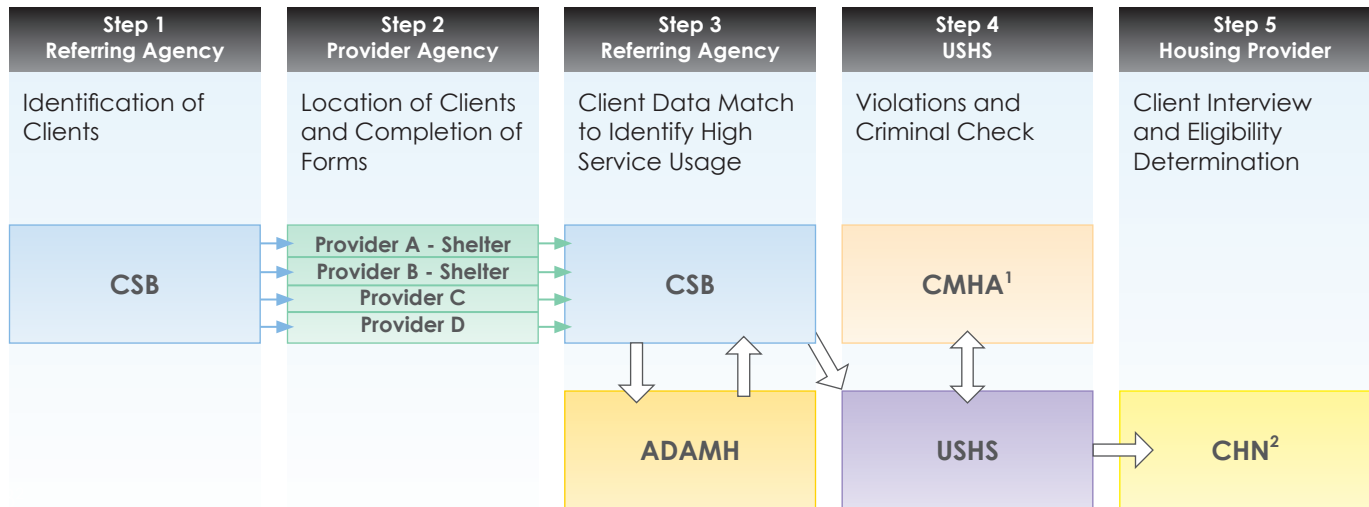 Step 1
Referring Agency
Step 2
Provider Agency
Step 3
Referring Agency
Step 4
USHS
Step 5
Housing Provider
Identification of
Clients
Location of Clients
and Completion of
Forms
Client Data Match
to Identify High
Service Usage
Violations and
Criminal Check
Client Interview
and Eligibility
Determination
CSB
Provider A - Shelter
Provider B - Shelter
Provider C
Provider D
CSB
CMHA¹
ADAMH
USHS
CHN²